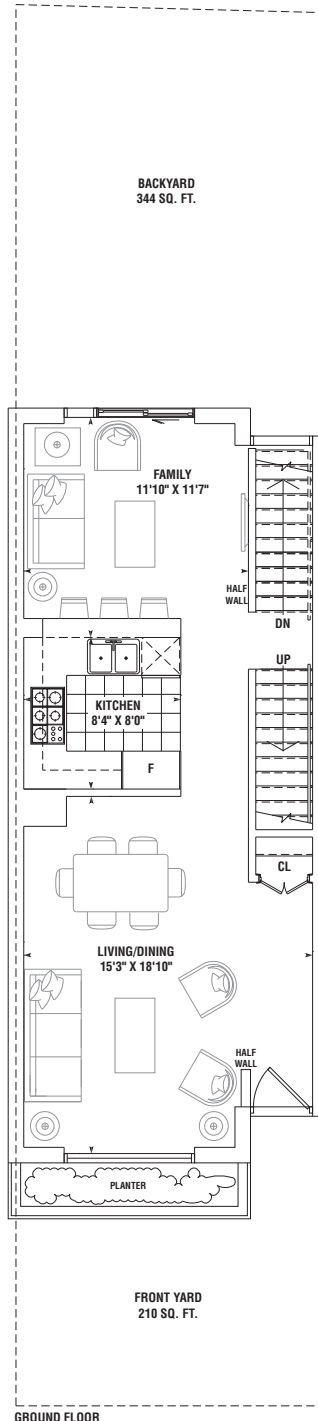 BACKYARD
344 SQ. FT.
FAMILY
11'10" X 11'7"
HALF
WALL
DN
UP
KITCHEN
8'4" X 8'0"
F
CL
LIVING/DINING
15'3" X 18'10"
HALF
WALL
PLANTER
FRONT YARD
210 SQ. FT.
GROUND FLOOR